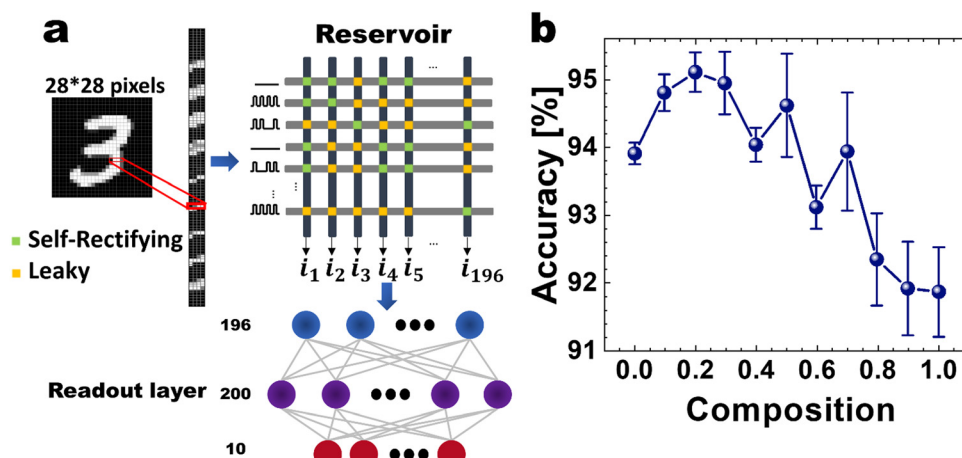 a
Reservoir
28*28 pixels
...
Self-Rectifying
Leaky
i₁ i₂ i₃ i₄ i₅ ... i₁₉₆
196
Readout layer 200
10
b
Accuracy [%]
95
94
93
92
91
0.0 0.2 0.4 0.6 0.8 1.0
Composition